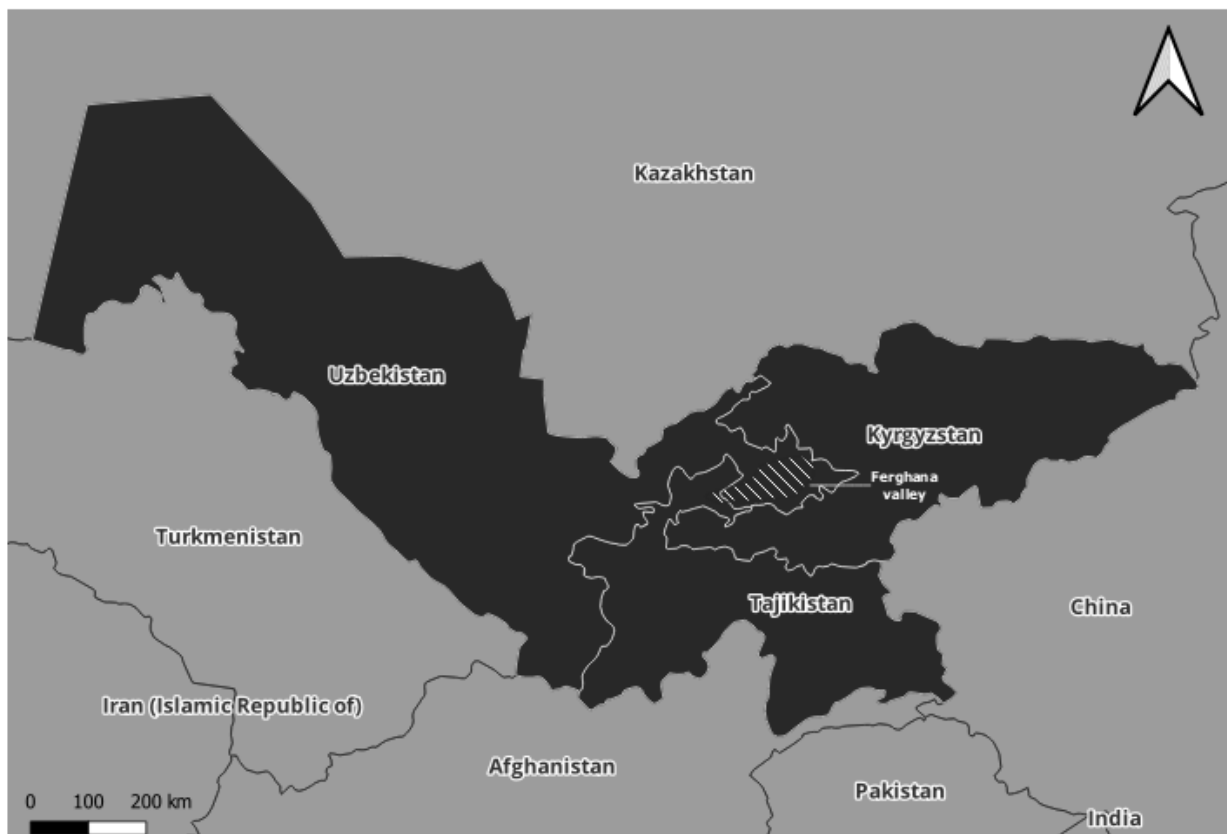 Kazakhstan
Uzbekistan
Kyrgyzstan
Ferghana
valley
Turkmenistan
Tajikistan
China
Iran (Islamic Republic of)
Afghanistan
Pakistan
India
0 100 200 km